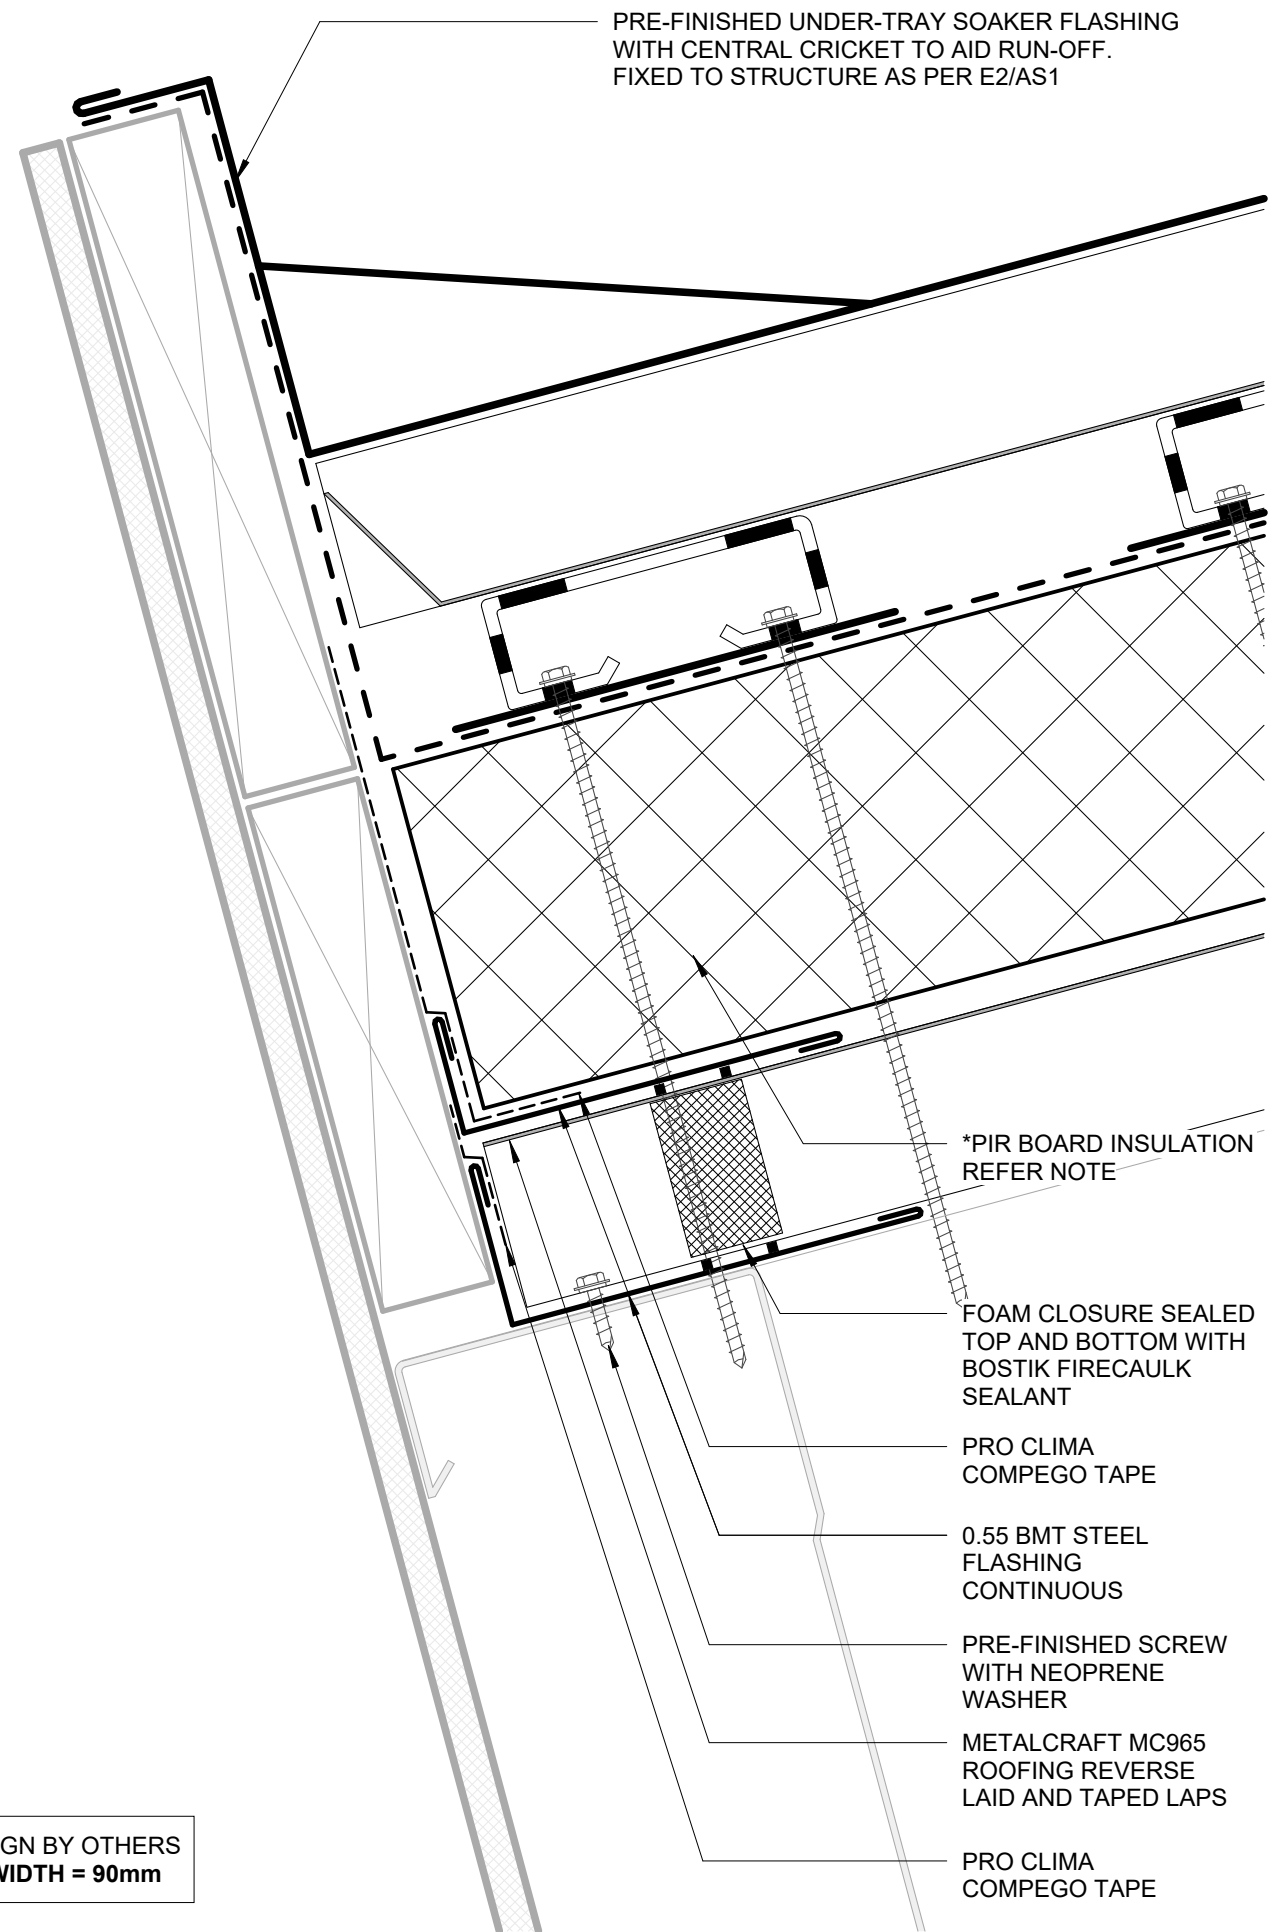 PRE-FINISHED UNDER-TRAY SOAKER FLASHING
WITH CENTRAL CRICKET TO AID RUN-OFF.
FIXED TO STRUCTURE AS PER E2/AS1
*PIR BOARD INSULATION
REFER NOTE
FOAM CLOSURE SEALED
TOP AND BOTTOM WITH
BOSTIK FIRECAULK
SEALANT
PRO CLIMA
COMPEGO TAPE
0.55 BMT STEEL
FLASHING
CONTINUOUS
PRE-FINISHED SCREW
WITH NEOPRENE
WASHER
METALCRAFT MC965
ROOFING REVERSE
LAID AND TAPED LAPS
PRO CLIMA
COMPEGO TAPE
GN BY OTHERS
WIDTH = 90mm